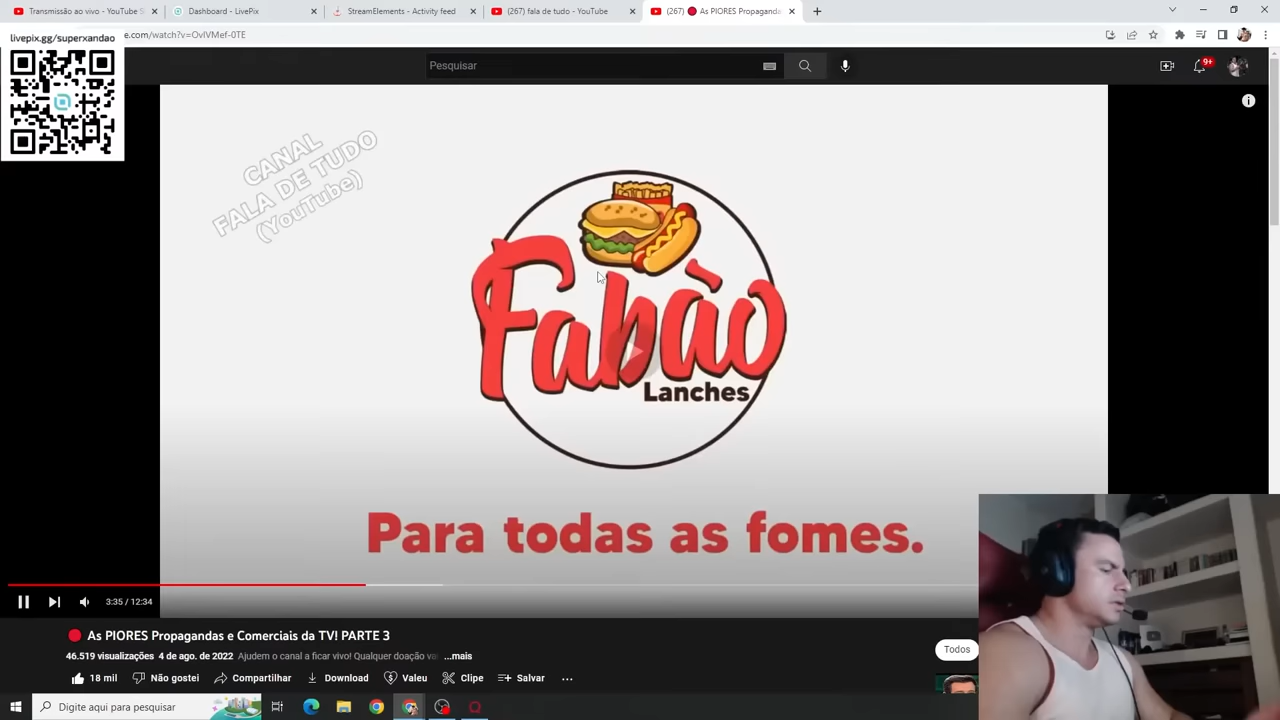 Transmissão ao vivo - YouTube S
Dashboard - LivePix
StreamElements - Activity feed
(267) fala de tudo - YouTube
(267) 🔴 As PIORES Propaganda
livepix.gg/superxandao
e.com/watch?v=OvlVMef-0TE
Pesquisar
9+
CANAL
FALA DE TUDO
(YouTube)
Fabão
Lanches
Para todas as fomes.
3:35 / 12:34
🔴 As PIORES Propagandas e Comerciais da TV! PARTE 3
46.519 visualizações 4 de ago. de 2022 Ajudem o canal a ficar vivo! Qualquer doação va ...mais
Todos
18 mil Não gostei Compartilhar Download Valeu Clipe Salvar ...
Digite aqui para pesquisar